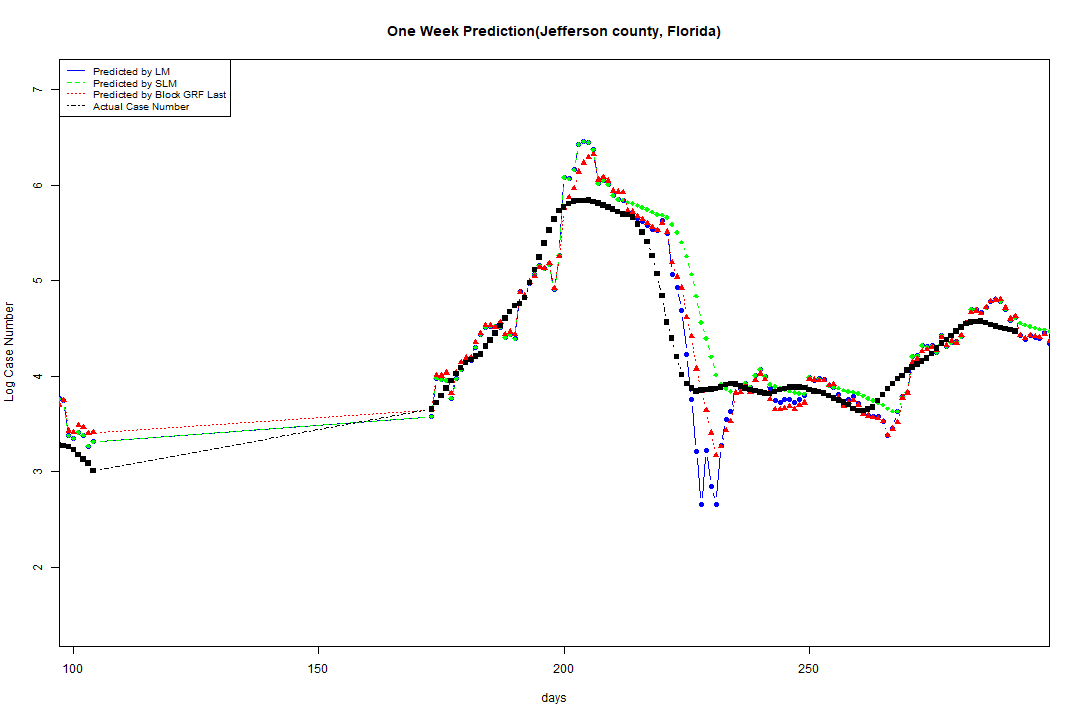 One Week Prediction(Jefferson county, Florida)
Predicted by LM
Predicted by SLM
Predicted by Block GRF Last
Actual Case Number
7
6
5
4
3
2
Log Case Number
100 150 200 250
days